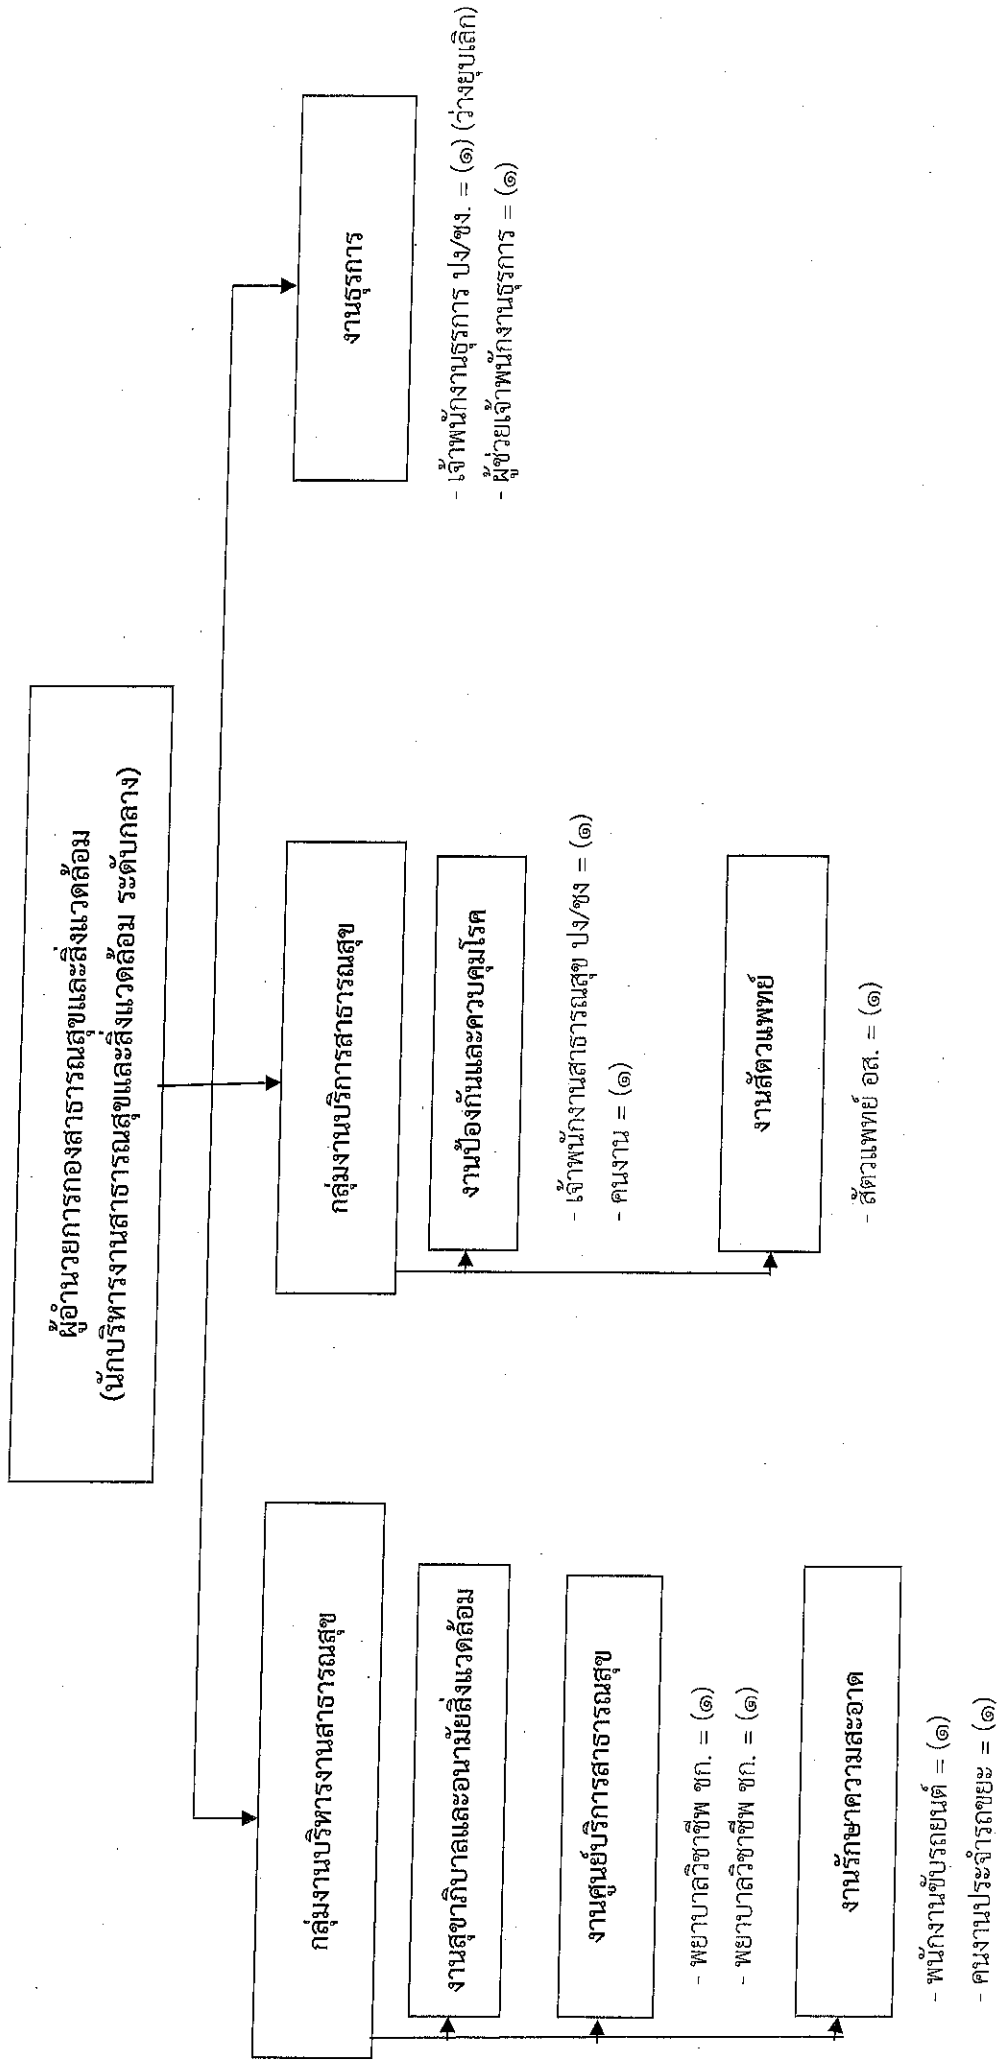 ผู้อำนวยการกองสาธารณสุขและสิ่งแวดล้อม
(นักบริหารงานสาธารณสุขและสิ่งแวดล้อม ระดับกลาง)
กลุ่มงานบริหารงานสาธารณสุข
งานสุขาภิบาลและอนามัยสิ่งแวดล้อม
งานศูนย์บริการสาธารณสุข
- พยาบาลวิชาชีพ ชก. = (๑)
- พยาบาลวิชาชีพ ชก. = (๑)
งานรักษาความสะอาด
- พนักงานขับรถยนต์ = (๑)
- คนงานประจำรถขยะ = (๑)
กลุ่มงานบริการสาธารณสุข
งานป้องกันและควบคุมโรค
- เจ้าพนักงานสาธารณสุข ปง/ชง = (๑)
- คนงาน = (๑)
งานสัตวแพทย์
- สัตวแพทย์ อส. = (๑)
งานธุรการ
- เจ้าพนักงานธุรการ ปง/ชง. = (๑) (ว่างยุบเลิก)
- ผู้ช่วยเจ้าพนักงานธุรการ = (๑)